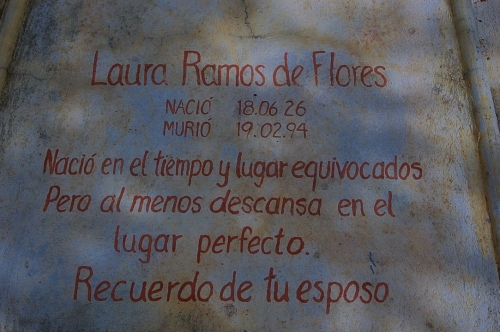 Laura Ramos de Flores
NACIÓ 18.06 26
MURIÓ 19.02.94
Nació en el tiempo y lugar equivocados
Pero al menos descansa en el
lugar perfecto.
Recuerdo de tu esposo